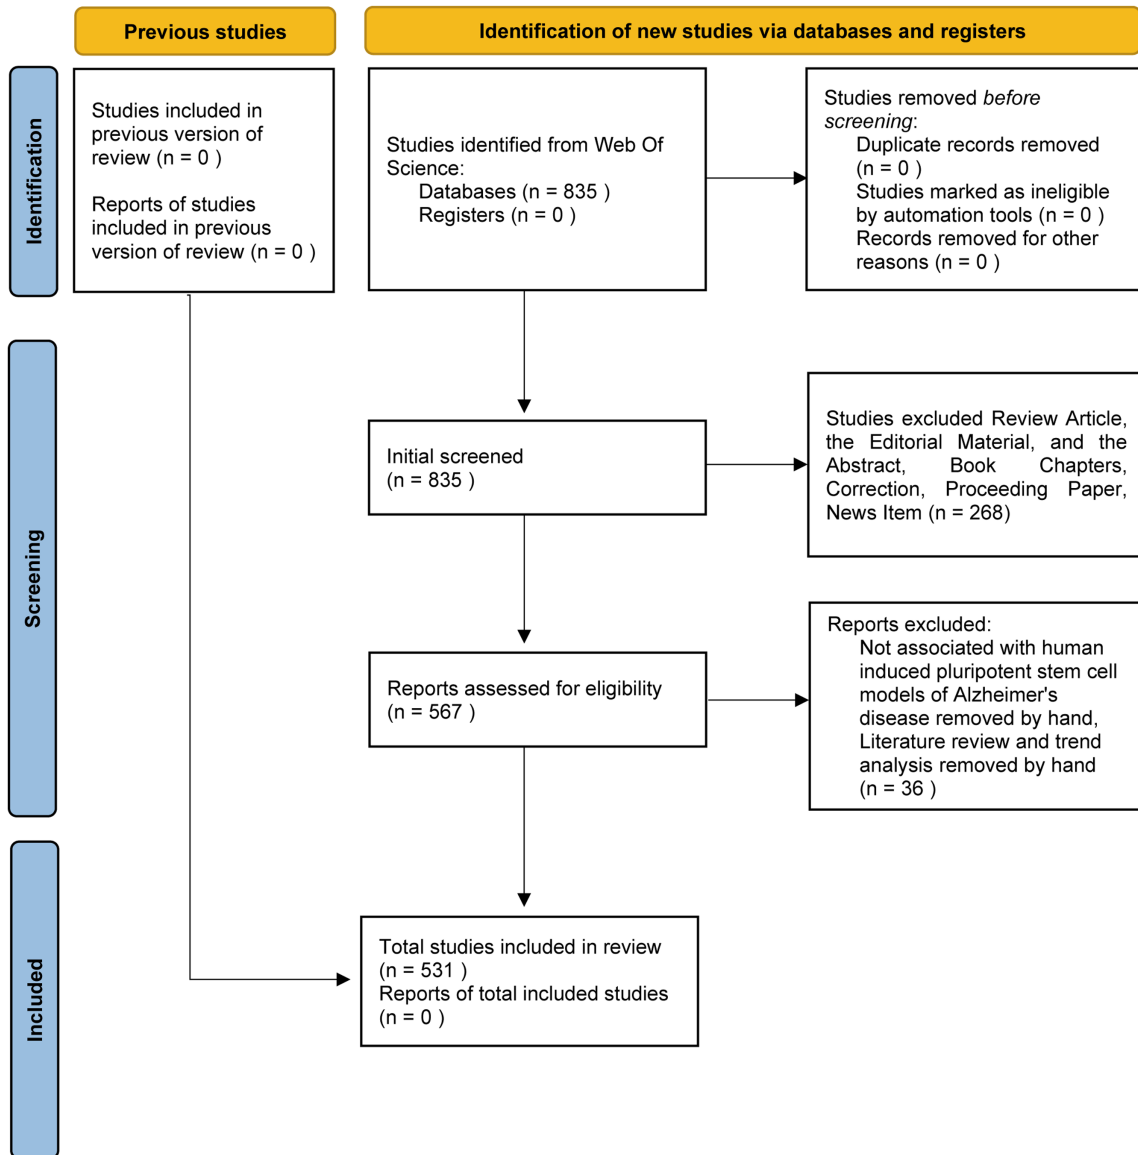 Previous studies
Identification of new studies via databases and registers
Identification
Studies included in
previous version of
review (n = 0 )
Reports of studies
included in previous
version of review (n = 0 )
Studies identified from Web Of
Science:
Databases (n = 835 )
Registers (n = 0 )
Studies removed before
screening:
Duplicate records removed
(n = 0 )
Studies marked as ineligible
by automation tools (n = 0 )
Records removed for other
reasons (n = 0 )
Screening
Initial screened
(n = 835 )
Studies excluded Review Article,
the Editorial Material, and the
Abstract, Book Chapters,
Correction, Proceeding Paper,
News Item (n = 268)
Reports assessed for eligibility
(n = 567 )
Reports excluded:
Not associated with human
induced pluripotent stem cell
models of Alzheimer's
disease removed by hand,
Literature review and trend
analysis removed by hand
(n = 36 )
Included
Total studies included in review
(n = 531 )
Reports of total included studies
(n = 0 )